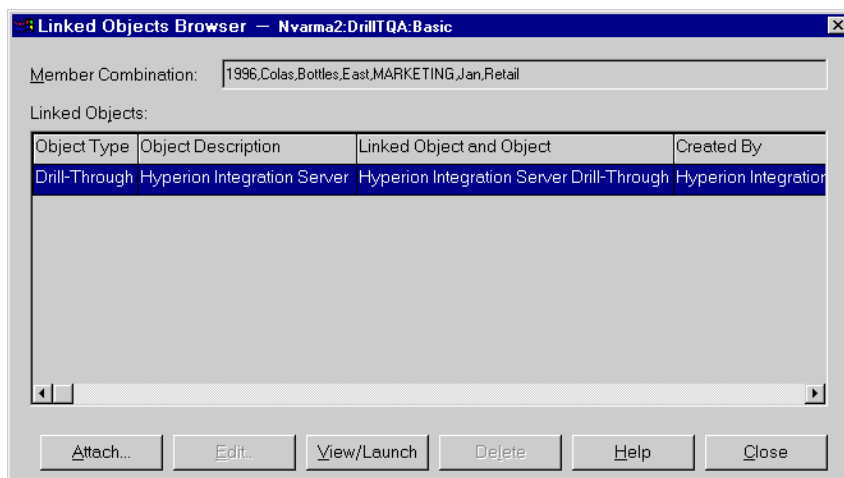 Linked Objects Browser — Nvarma2:DrillTQA:Basic
Member Combination: 1996,Colas,Bottles,East,MARKETING,Jan,Retail
Linked Objects:
Object Type Object Description Linked Object and Object Created By
Drill-Through Hyperion Integration Server Hyperion Integration Server Drill-Through Hyperion Integration
Attach... Edit.. View/Launch Delete Help Close